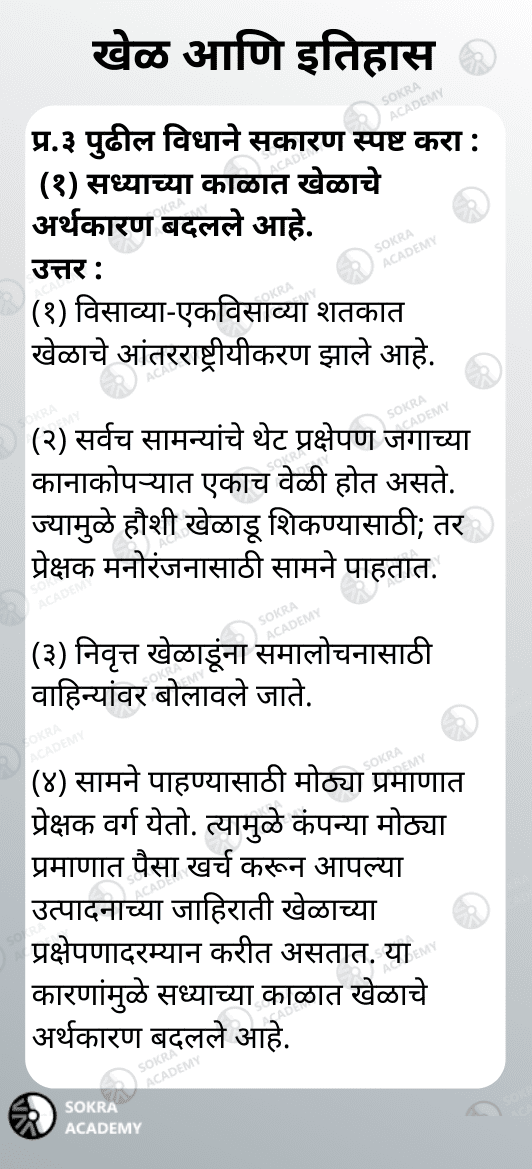 खेळ आणि इतिहास
प्र.३ पुढील विधाने सकारण स्पष्ट करा :
(१) सध्याच्या काळात खेळाचे
अर्थकारण बदलले आहे.
उत्तर :
(१) विसाव्या-एकविसाव्या शतकात
खेळाचे आंतरराष्ट्रीयीकरण झाले आहे.
(२) सर्वच सामन्यांचे थेट प्रक्षेपण जगाच्या
कानाकोपऱ्यात एकाच वेळी होत असते.
ज्यामुळे हौशी खेळाडू शिकण्यासाठी; तर
प्रेक्षक मनोरंजनासाठी सामने पाहतात.
(३) निवृत्त खेळाडूंना समालोचनासाठी
वाहिन्यांवर बोलावले जाते.
(४) सामने पाहण्यासाठी मोठ्या प्रमाणात
प्रेक्षक वर्ग येतो. त्यामुळे कंपन्या मोठ्या
प्रमाणात पैसा खर्च करून आपल्या
उत्पादनाच्या जाहिराती खेळाच्या
प्रक्षेपणादरम्यान करीत असतात. या
कारणांमुळे सध्याच्या काळात खेळाचे
अर्थकारण बदलले आहे.
SOKRA
ACADEMY